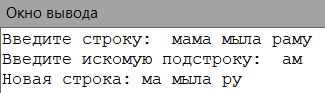 Окно вывода
Введите строку:  мама мыла раму
Введите искомую подстроку:  ам
Новая строка: ма мыла ру